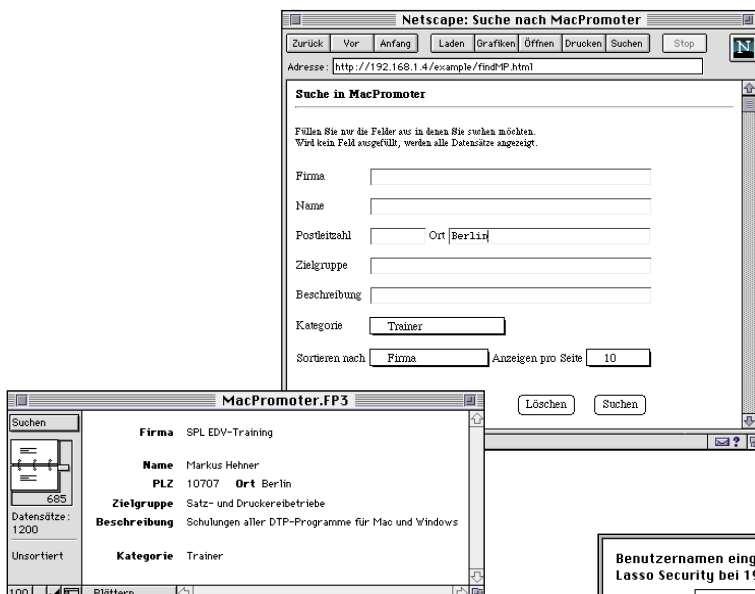 Netscape: Suche nach MacPromoter
Zurück Vor Anfang Laden Grafiken Öffnen Drucken Suchen Stop
N
Adresse: http://192.168.1.4/example/findMP.html
Suche in MacPromoter
Füllen Sie nur die Felder aus in denen Sie suchen möchten.
Wird kein Feld ausgefüllt, werden alle Datensätze angezeigt.
Firma
Name
Postleitzahl Ort Berlin
Zielgruppe
Beschreibung
Kategorie Trainer
Sortieren nach Firma Anzeigen pro Seite 10
Löschen Suchen
MacPromoter.FP3
Suchen
685
Datensätze:
1200
Unsortiert
Firma SPL EDV-Training
Name Markus Hehner
PLZ 10707 Ort Berlin
Zielgruppe Satz- und Druckereibetriebe
Beschreibung Schulungen aller DTP-Programme für Mac und Windows
Kategorie Trainer
100 Blättern
Benutzernamen eing
Lasso Security bei 19